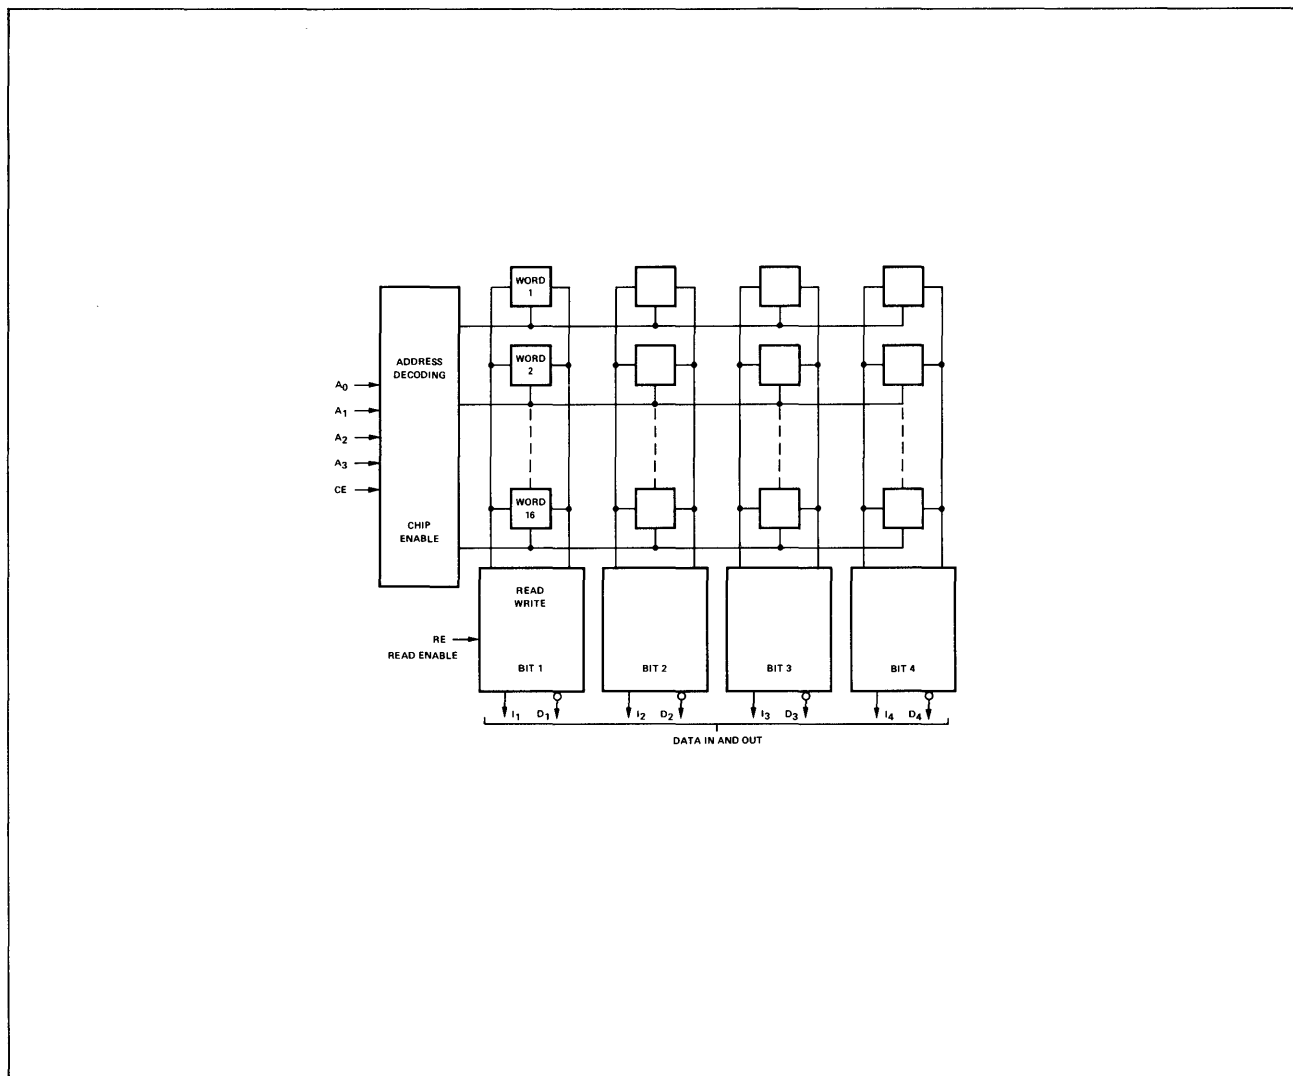 WORD
1
WORD
2
ADDRESS
DECODING
A0
A1
A2
A3
CE
WORD
16
CHIP
ENABLE
READ
WRITE
RE
READ ENABLE
BIT 1
BIT 2
BIT 3
BIT 4
I1 D1 I2 D2 I3 D3 I4 D4
DATA IN AND OUT